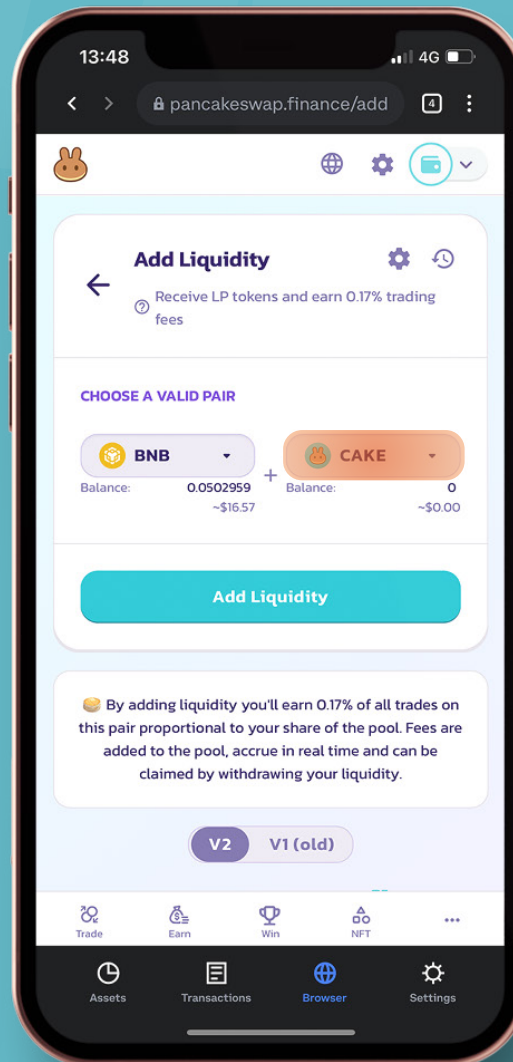 13:48
4G
pancakeswap.finance/add
4
Add Liquidity
Receive LP tokens and earn 0.17% trading
fees
CHOOSE A VALID PAIR
BNB
+
CAKE
Balance: 0.0502959
Balance: 0
~$16.57
~$0.00
Add Liquidity
By adding liquidity you'll earn 0.17% of all trades on
this pair proportional to your share of the pool. Fees are
added to the pool, accrue in real time and can be
claimed by withdrawing your liquidity.
V2
V1 (old)
Trade
Earn
Win
NFT
Assets
Transactions
Browser
Settings